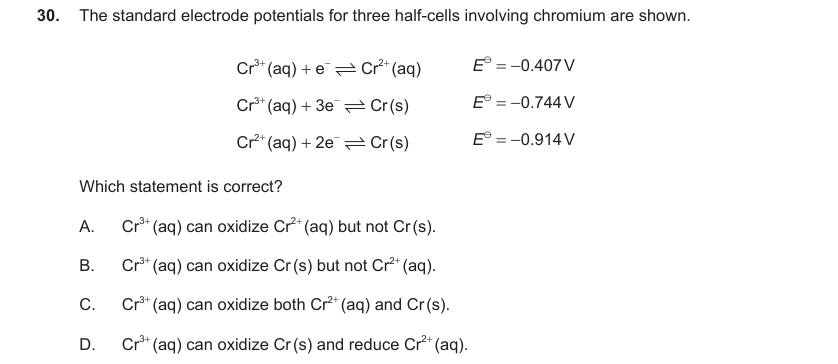 30. The standard electrode potentials for three half-cells involving chromium are shown.
Cr³⁺(aq) + e⁻ ⇌ Cr²⁺(aq) E⦵ = –0.407 V
Cr³⁺(aq) + 3e⁻ ⇌ Cr(s) E⦵ = –0.744 V
Cr²⁺(aq) + 2e⁻ ⇌ Cr(s) E⦵ = –0.914 V
Which statement is correct?
A. Cr³⁺(aq) can oxidize Cr²⁺(aq) but not Cr(s).
B. Cr³⁺(aq) can oxidize Cr(s) but not Cr²⁺(aq).
C. Cr³⁺(aq) can oxidize both Cr²⁺(aq) and Cr(s).
D. Cr³⁺(aq) can oxidize Cr(s) and reduce Cr²⁺(aq).